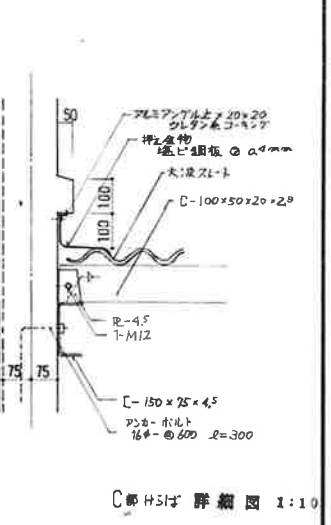 50
アルミアングル上 20×20
ウレタン系コーキング
押え金物
塩ビ鋼板 ⓐ 0.4mm
大波スレート
C-100×50×20×2.3
100
100
PL-4.5
1-M12
75
75
[-150×75×4.5
アンカーボルト
16φ-@600 l=300
C部 詳細図 1:10